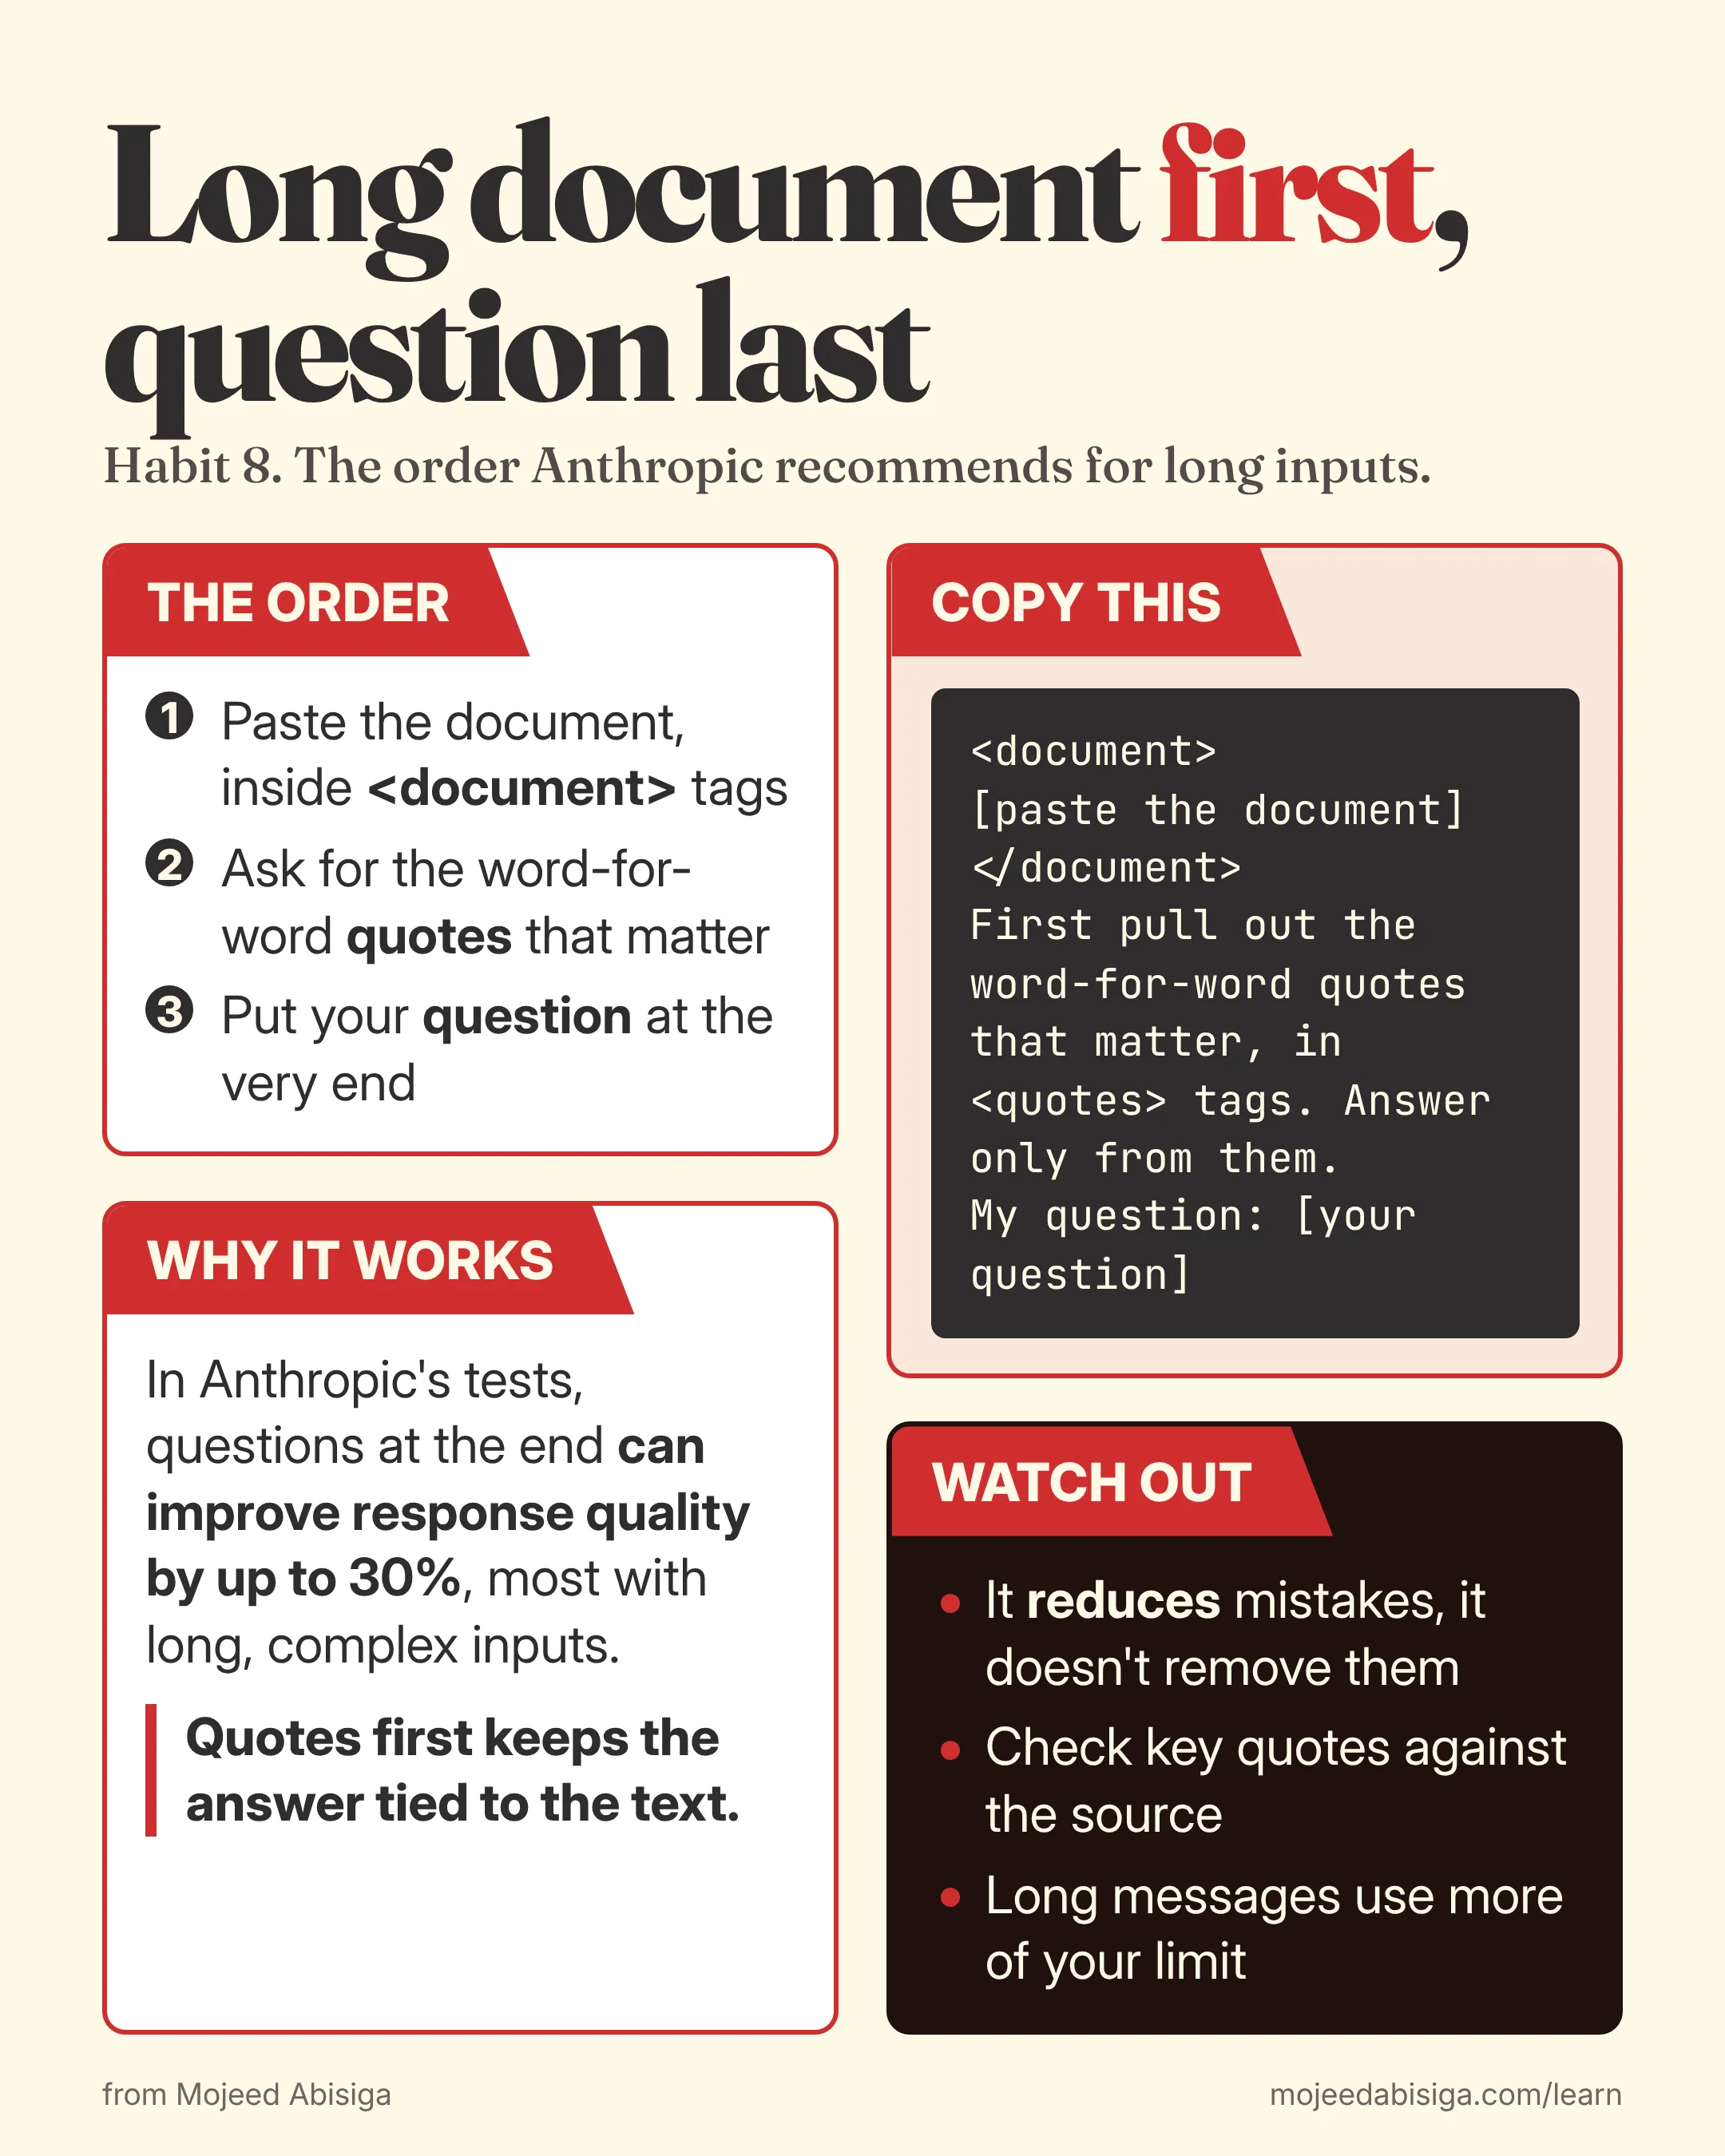 Long document first,
question last
Habit 8. The order Anthropic recommends for long inputs.
THE ORDER
1 Paste the document,
inside <document> tags
2 Ask for the word-for-
word quotes that matter
3 Put your question at the
very end
WHY IT WORKS
In Anthropic's tests,
questions at the end can
improve response quality
by up to 30%, most with
long, complex inputs.
Quotes first keeps the
answer tied to the text.
COPY THIS
<document>
[paste the document]
</document>
First pull out the
word-for-word quotes
that matter, in
<quotes> tags. Answer
only from them.
My question: [your
question]
WATCH OUT
• It reduces mistakes, it
doesn't remove them
• Check key quotes against
the source
• Long messages use more
of your limit
from Mojeed Abisiga
mojeedabisiga.com/learn